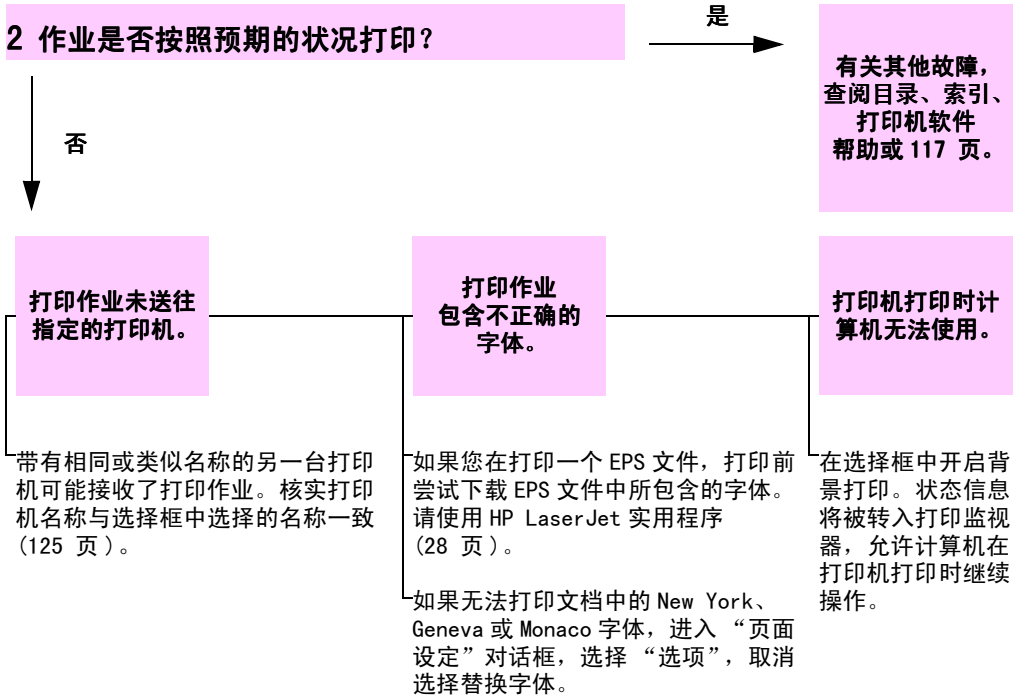 2 作业是否按照预期的状况打印?
是
有关其他故障，
查阅目录、索引、
打印机软件
帮助或 117 页。
否
打印作业未送往
指定的打印机。
打印作业
包含不正确的
字体。
打印机打印时计
算机无法使用。
带有相同或类似名称的另一台打印
机可能接收了打印作业。核实打印
机名称与选择框中选择的名称一致
(125 页)。
如果您在打印一个 EPS 文件，打印前
尝试下载 EPS 文件中所包含的字体。
请使用 HP LaserJet 实用程序
(28 页)。
如果无法打印文档中的 New York、
Geneva 或 Monaco 字体，进入 “页面
设定”对话框，选择 “选项”，取消
选择替换字体。
在选择框中开启背
景打印。状态信息
将被转入打印监视
器，允许计算机在
打印机打印时继续
操作。